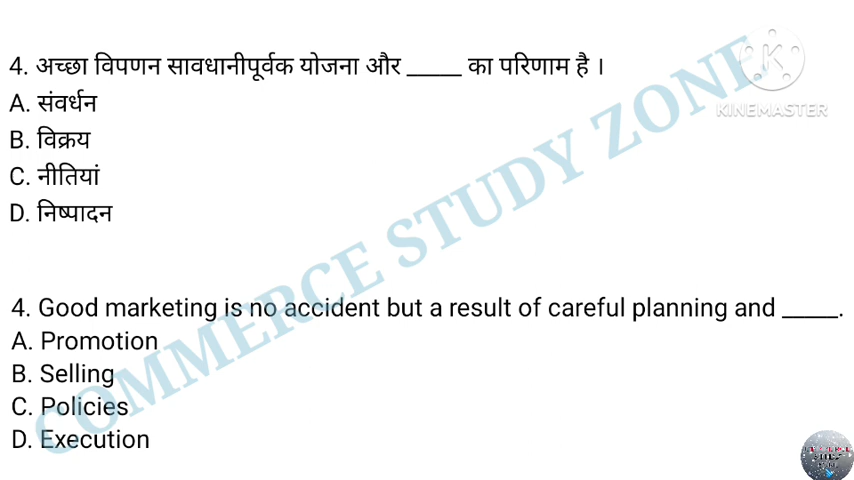 4. अच्छा विपणन सावधानीपूर्वक योजना और _____ का परिणाम है ।
A. संवर्धन
B. विक्रय
C. नीतियां
D. निष्पादन
4. Good marketing is no accident but a result of careful planning and _____.
A. Promotion
B. Selling
C. Policies
D. Execution
COMMERCE STUDY ZONE
K
KINEMASTER